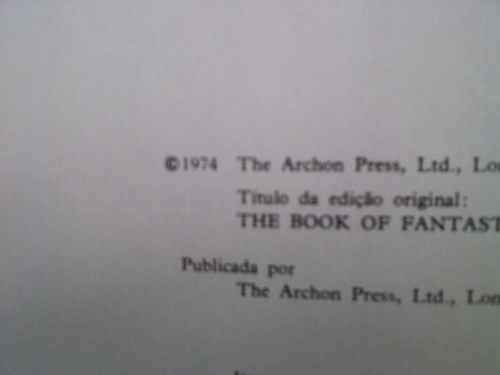 ©1974 The Archon Press, Ltd., Lon
Título da edição original:
THE BOOK OF FANTAST
Publicada por
The Archon Press, Ltd., Lon